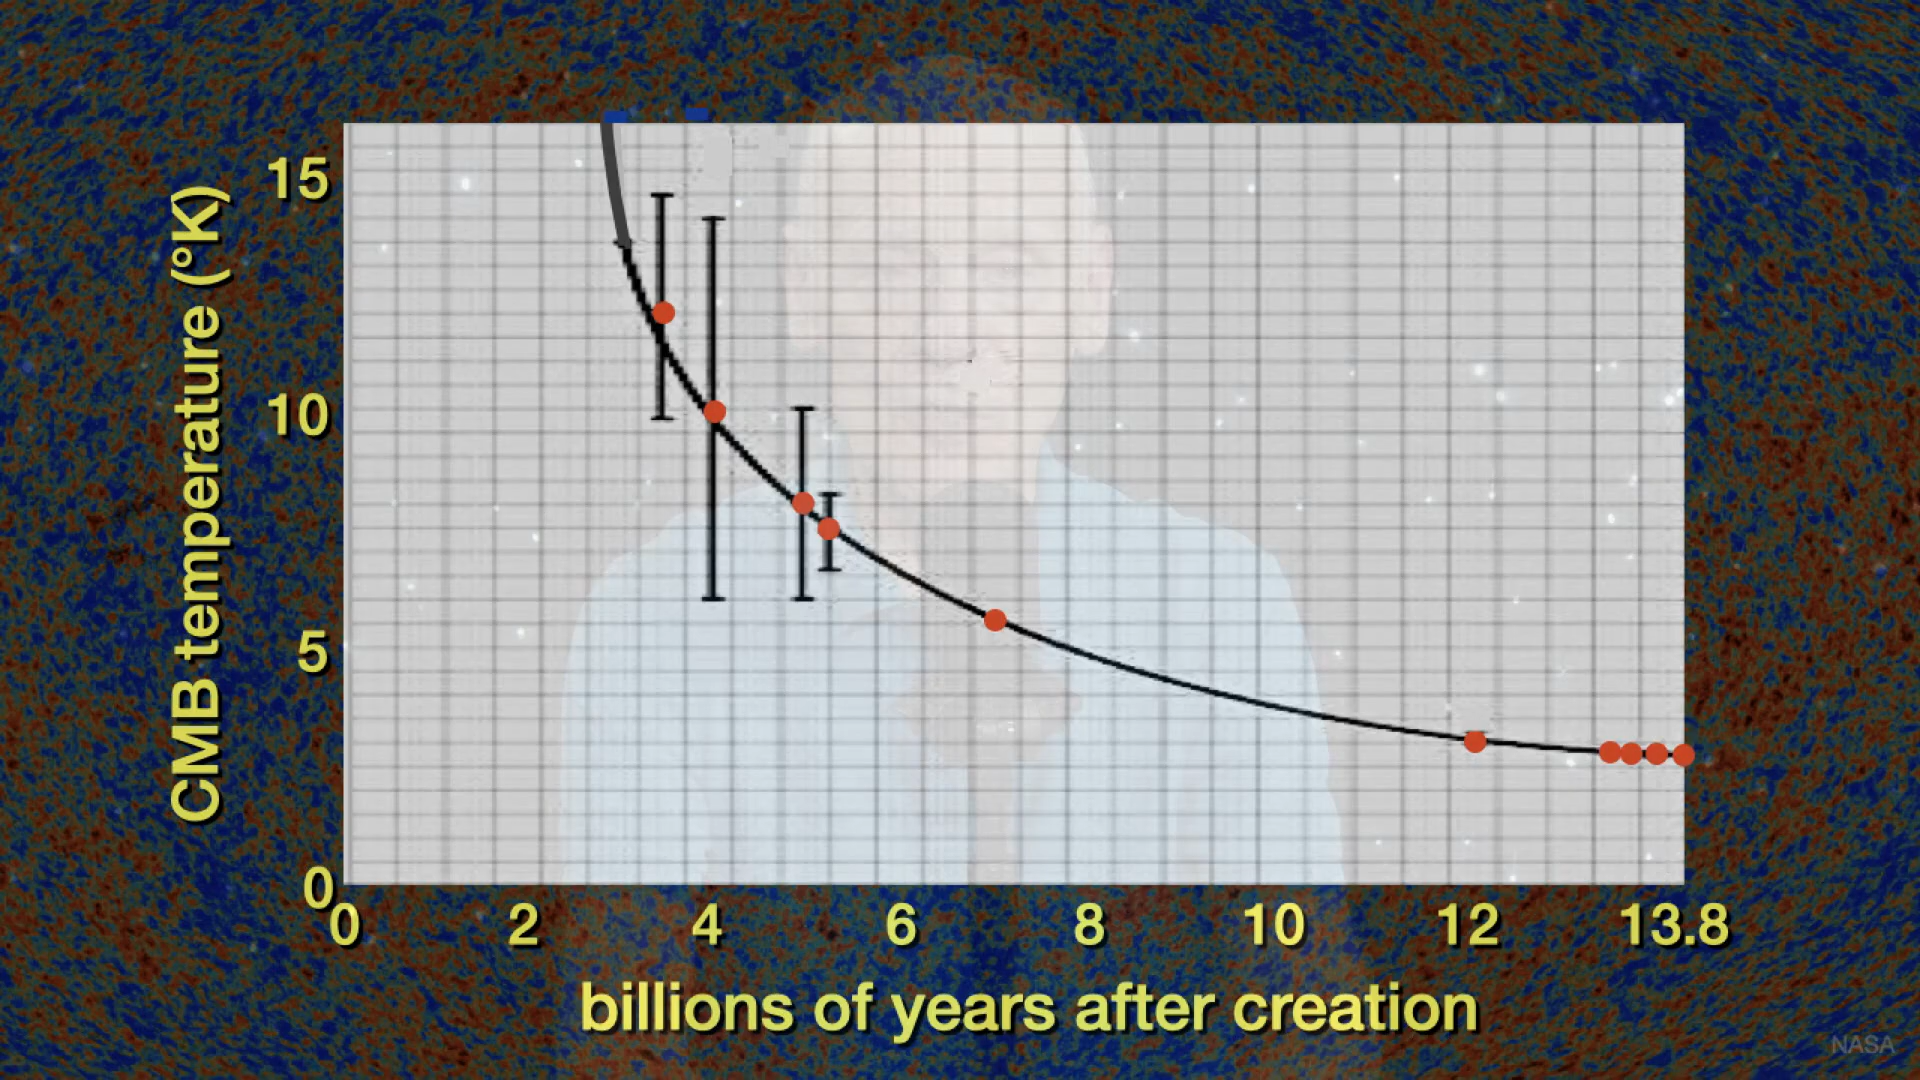 CMB temperature (°K)
15
10
5
0
0 2 4 6 8 10 12 13.8
billions of years after creation
NASA